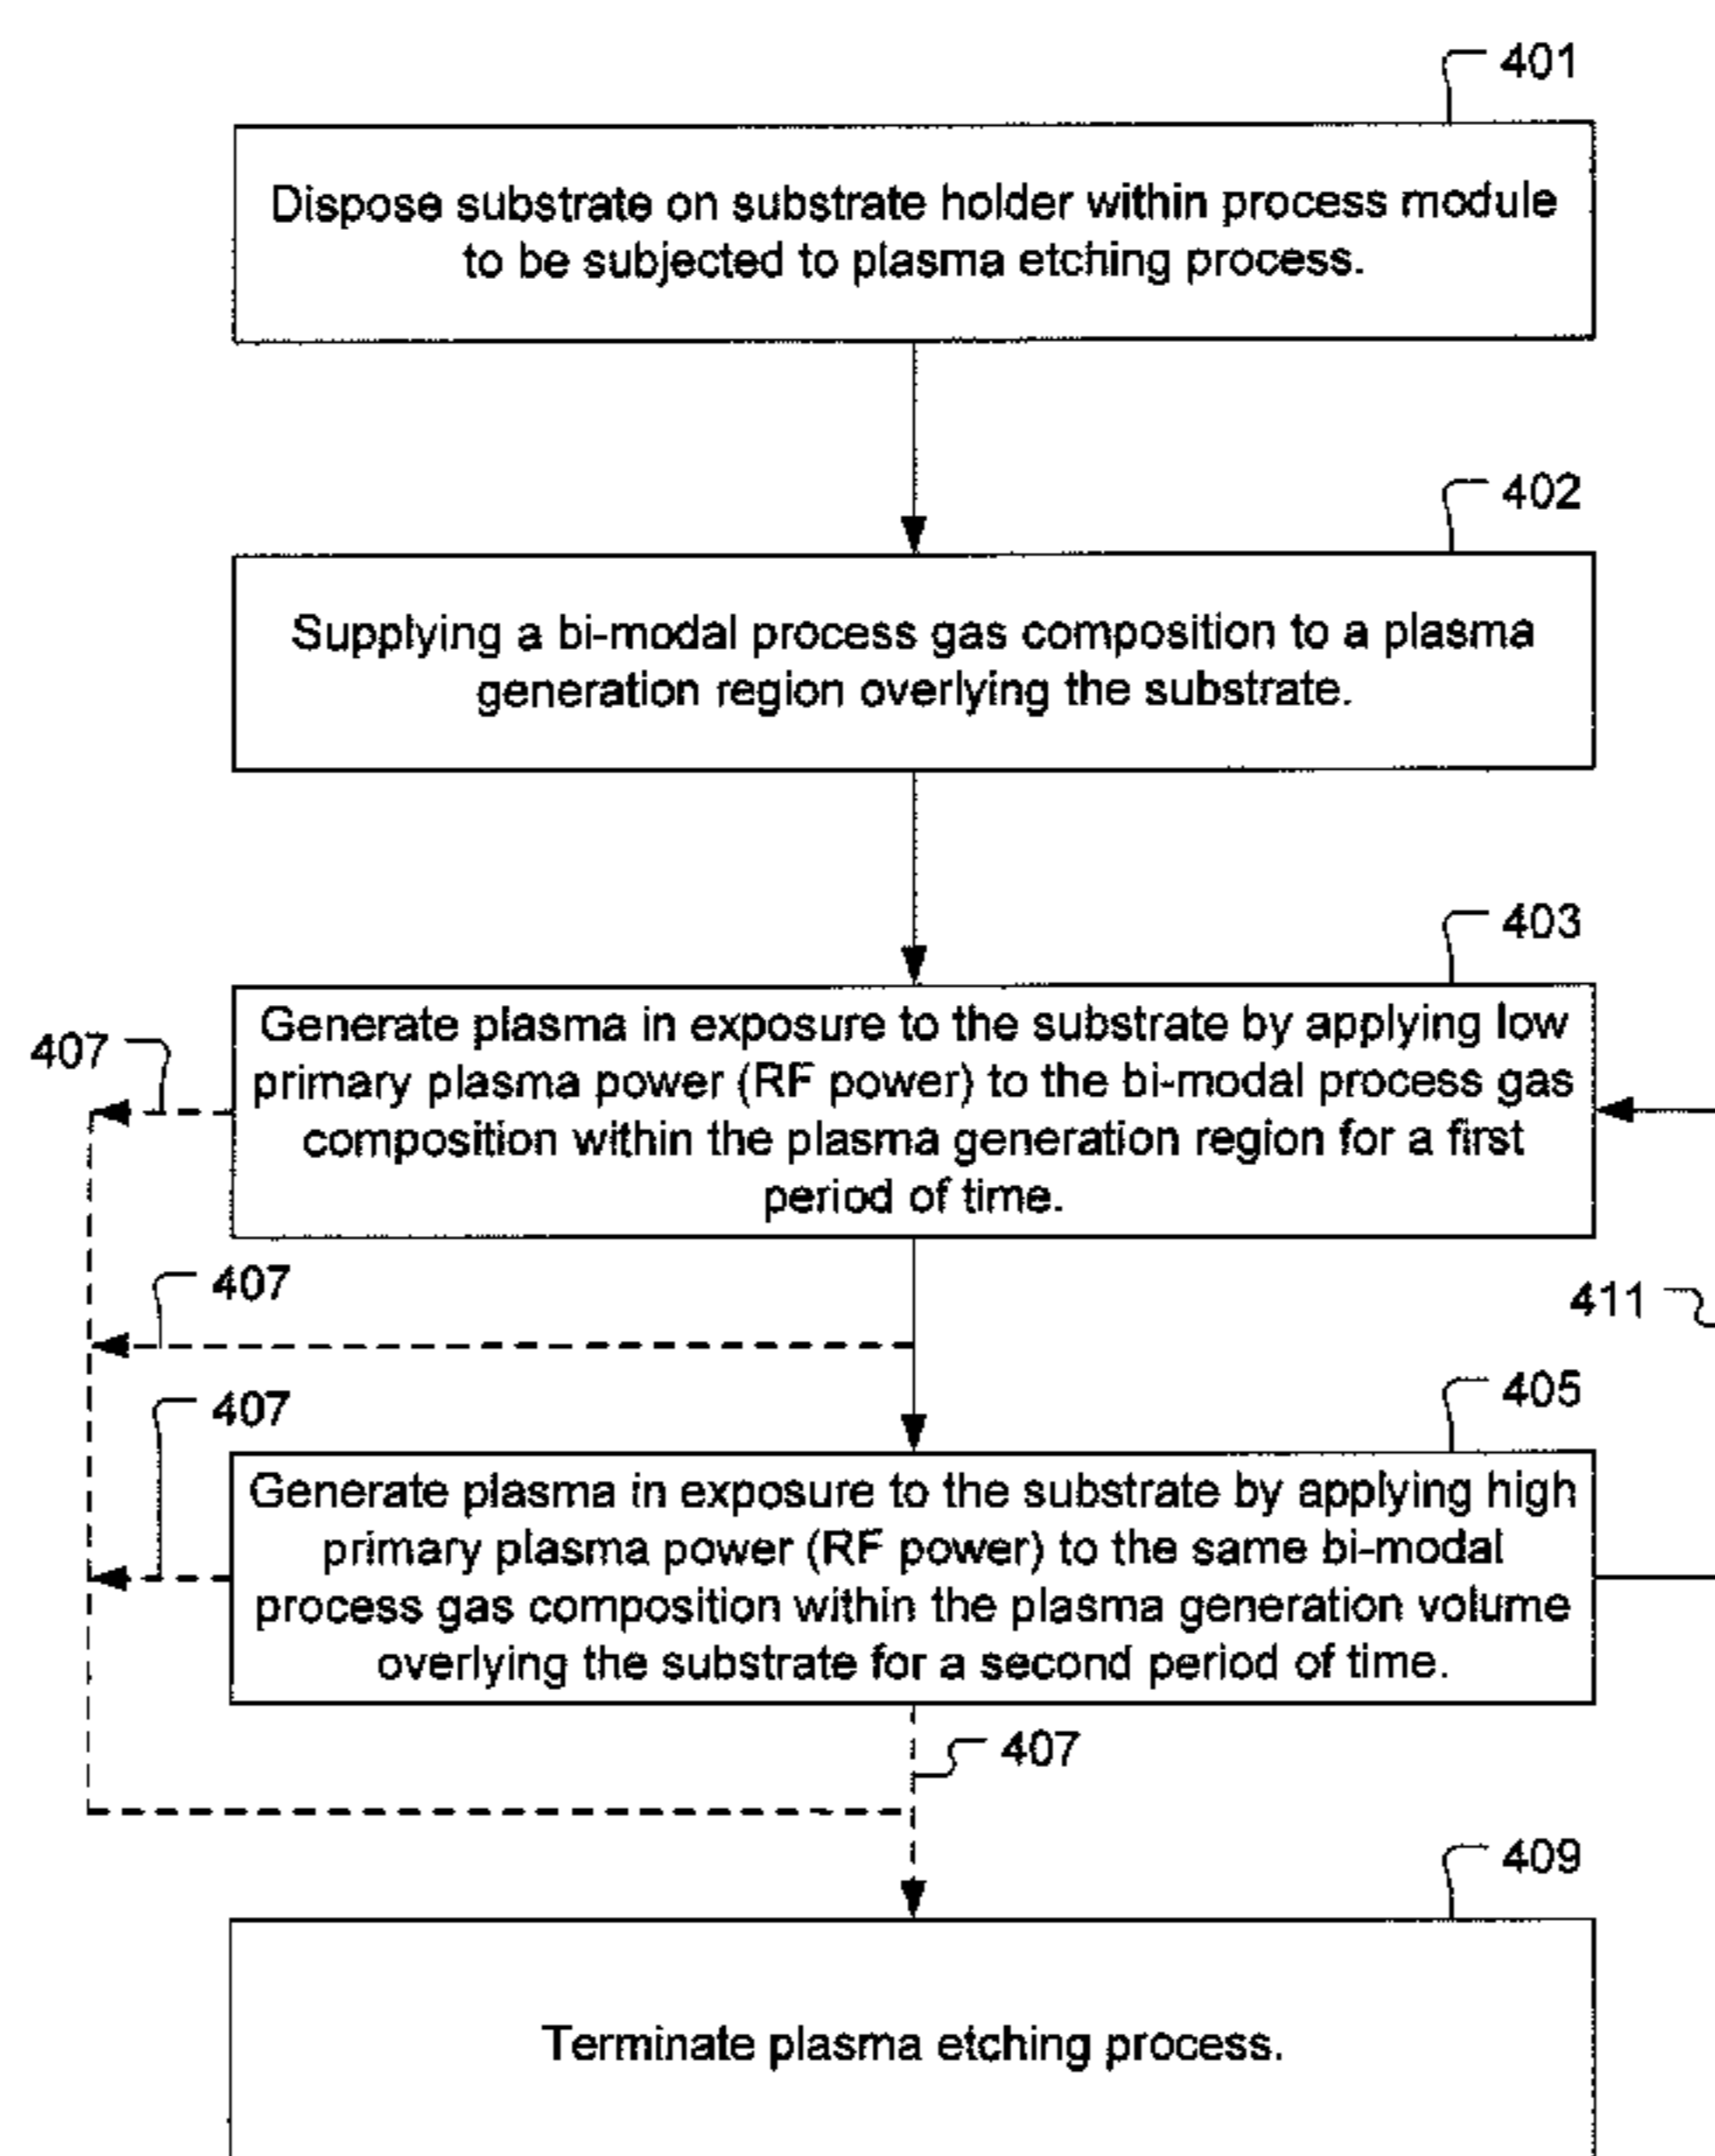 401
Dispose substrate on substrate holder within process module
to be subjected to plasma etching process.
402
Supplying a bi-modal process gas composition to a plasma
generation region overlying the substrate.
403
Generate plasma in exposure to the substrate by applying low
primary plasma power (RF power) to the bi-modal process gas
composition within the plasma generation region for a first
period of time.
407
407
411
407
405
Generate plasma in exposure to the substrate by applying high
primary plasma power (RF power) to the same bi-modal
process gas composition within the plasma generation volume
overlying the substrate for a second period of time.
407
409
Terminate plasma etching process.